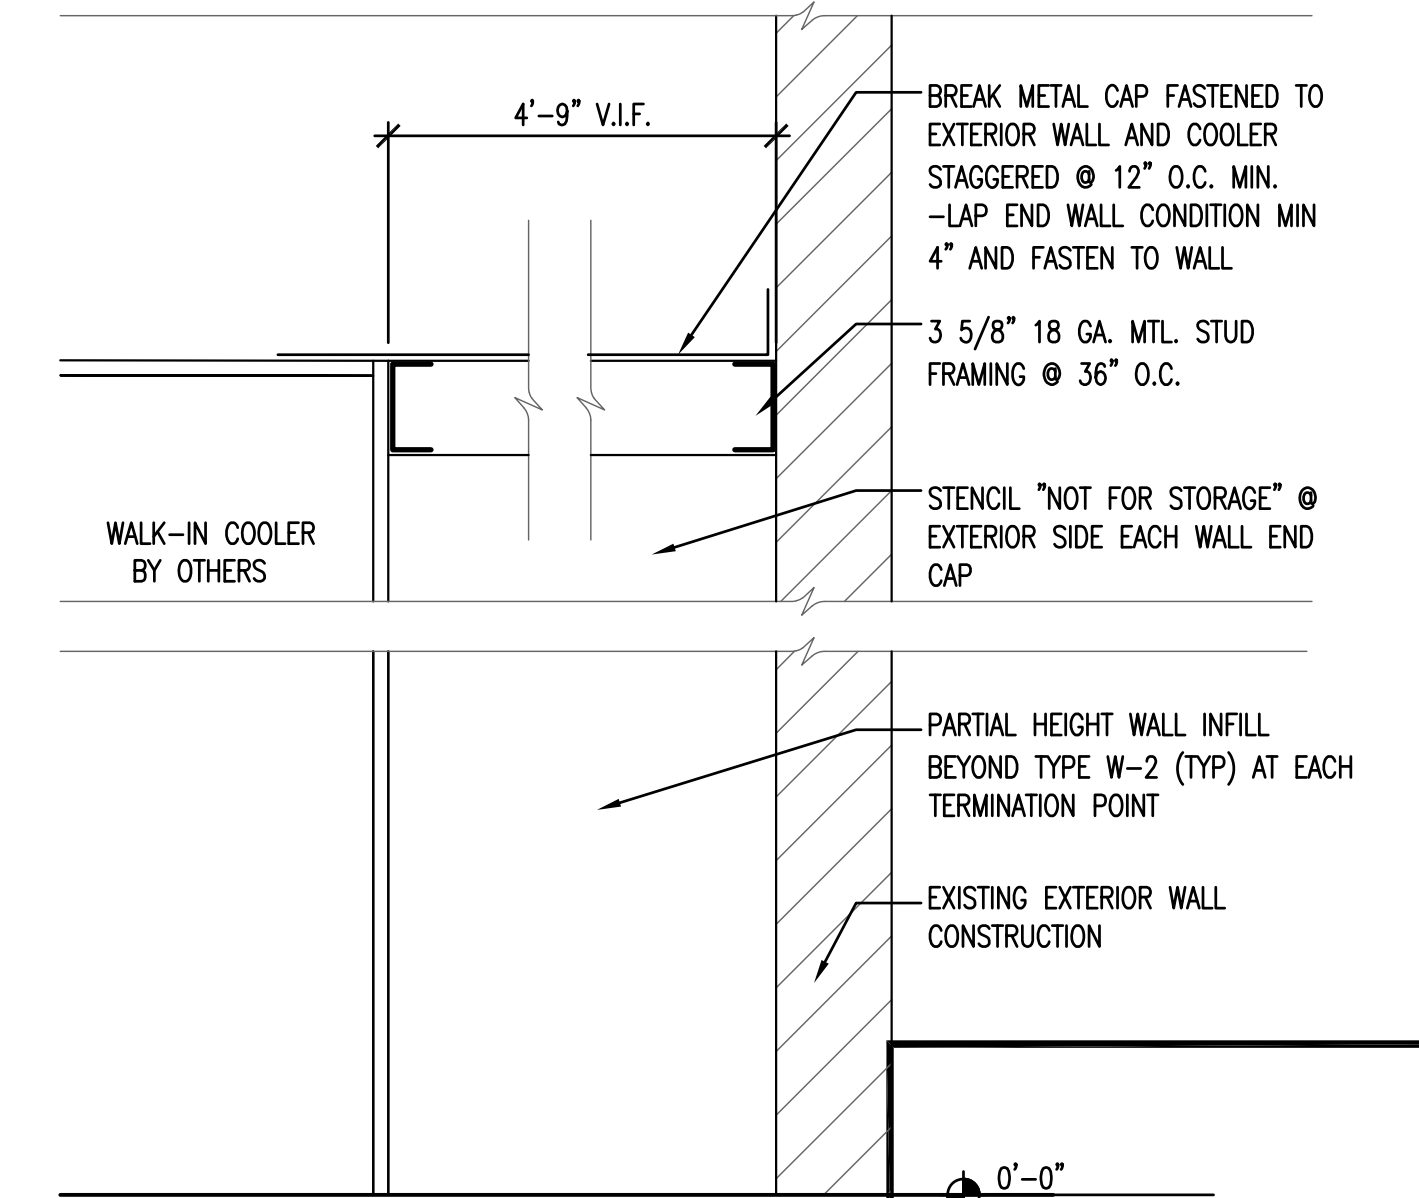 4'-9" V.I.F.
BREAK METAL CAP FASTENED TO
EXTERIOR WALL AND COOLER
STAGGERED @ 12" O.C. MIN.
-LAP END WALL CONDITION MIN
4" AND FASTEN TO WALL
3 5/8" 18 GA. MTL. STUD
FRAMING @ 36" O.C.
STENCIL "NOT FOR STORAGE" @
EXTERIOR SIDE EACH WALL END
CAP
WALK-IN COOLER
BY OTHERS
PARTIAL HEIGHT WALL INFILL
BEYOND TYPE W-2 (TYP) AT EACH
TERMINATION POINT
EXISTING EXTERIOR WALL
CONSTRUCTION
0'-0"